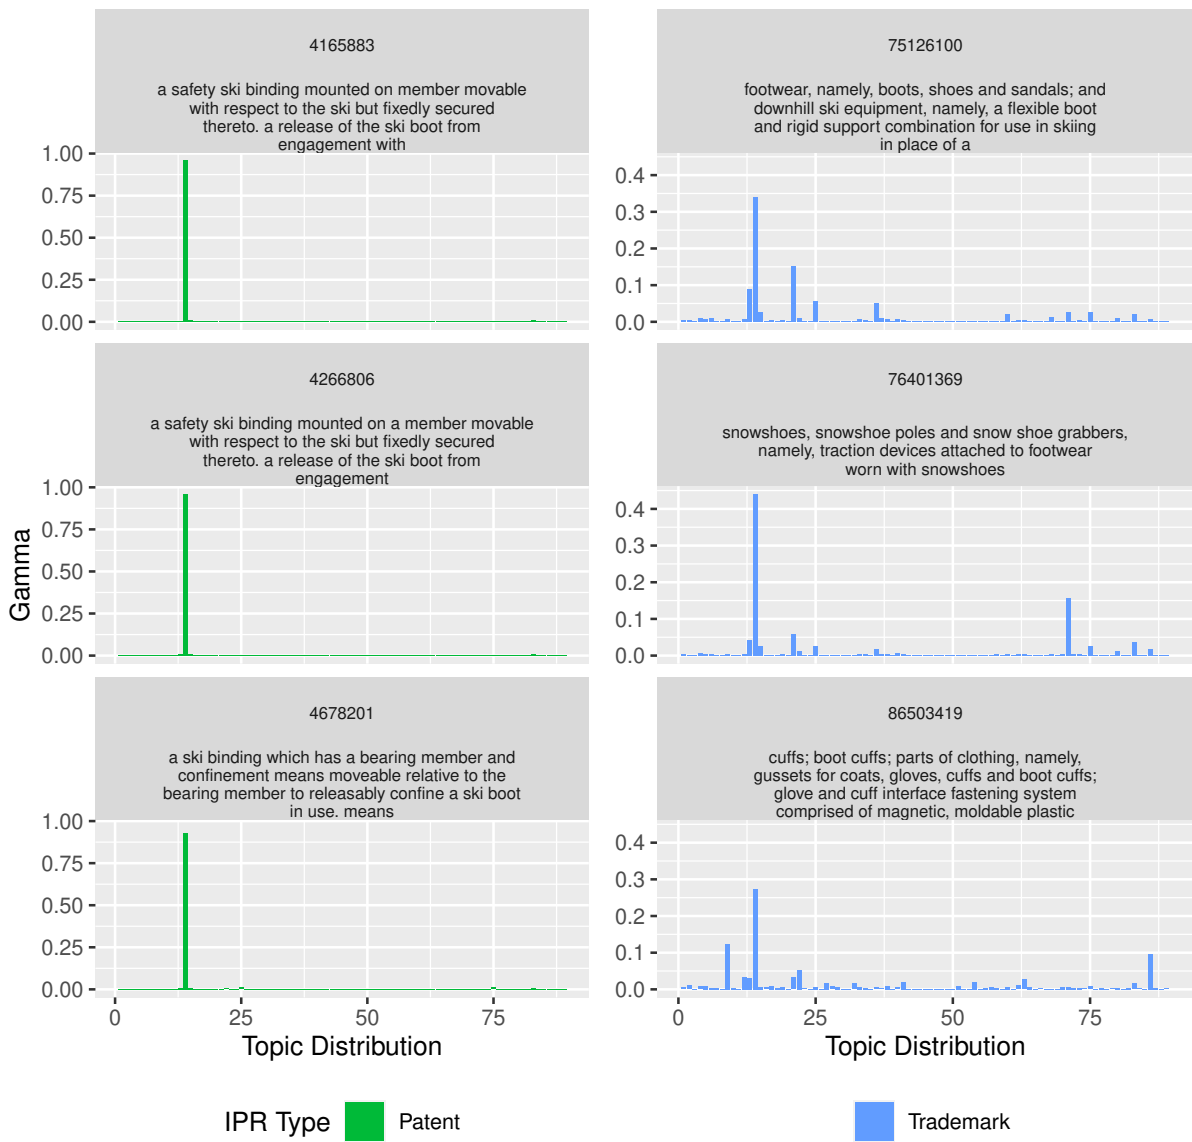 4165883
a safety ski binding mounted on member movable
with respect to the ski but fixedly secured
thereto. a release of the ski boot from
engagement with
1.00
0.75
0.50
0.25
0.00
75126100
footwear, namely, boots, shoes and sandals; and
downhill ski equipment, namely, a flexible boot
and rigid support combination for use in skiing
in place of a
0.4
0.3
0.2
0.1
0.0
4266806
a safety ski binding mounted on a member movable
with respect to the ski but fixedly secured
thereto. a release of the ski boot from
engagement
1.00
0.75
0.50
0.25
0.00
76401369
snowshoes, snowshoe poles and snow shoe grabbers,
namely, traction devices attached to footwear
worn with snowshoes
0.4
0.3
0.2
0.1
0.0
Gamma
4678201
a ski binding which has a bearing member and
confinement means moveable relative to the
bearing member to releasably confine a ski boot
in use. means
1.00
0.75
0.50
0.25
0.00
86503419
cuffs; boot cuffs; parts of clothing, namely,
gussets for coats, gloves, cuffs and boot cuffs;
glove and cuff interface fastening system
comprised of magnetic, moldable plastic
0.4
0.3
0.2
0.1
0.0
0 25 50 75
0 25 50 75
Topic Distribution
Topic Distribution
IPR Type Patent Trademark